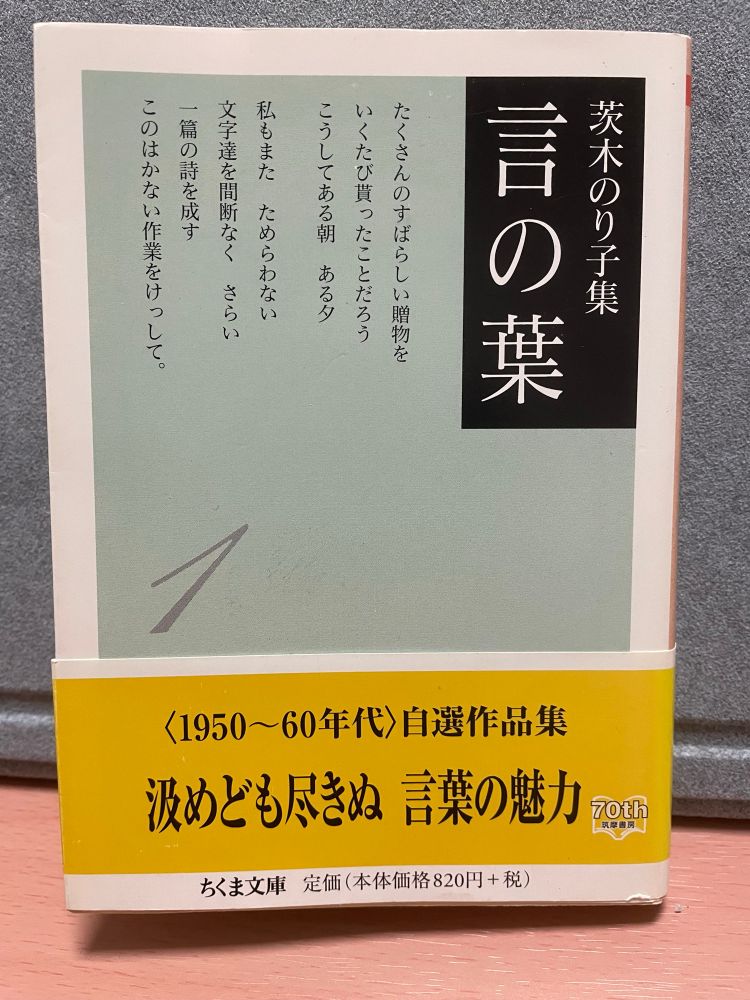 茨木のり子集
言の葉
たくさんのすばらしい贈物を
いくたび貰ったことだろう
こうしてある朝　ある夕
私もまた　ためらわない
文字達を間断なく　さらい
一篇の詩を成す
このはかない作業をけっして。
1
〈1950〜60年代〉自選作品集
汲めども尽きぬ 言葉の魅力
70th
筑摩書房
ちくま文庫 定価(本体価格820円+税)